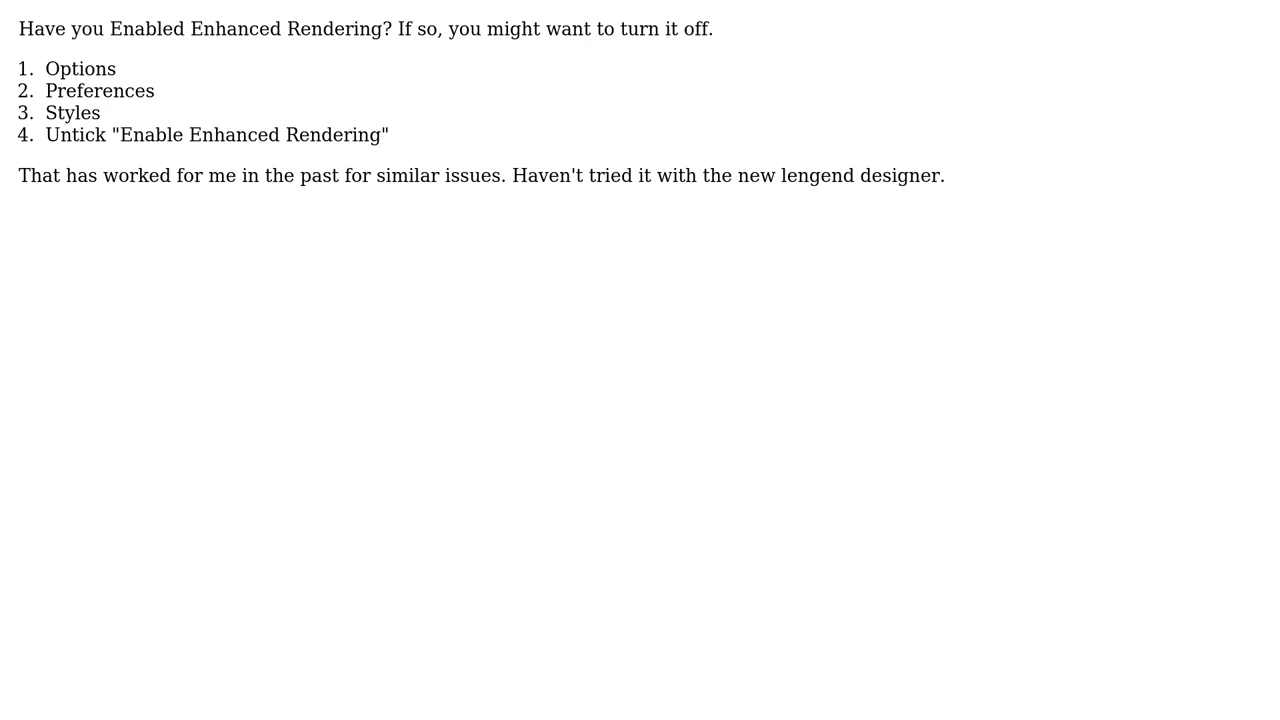 Have you Enabled Enhanced Rendering? If so, you might want to turn it off.
1. Options
2. Preferences
3. Styles
4. Untick "Enable Enhanced Rendering"
That has worked for me in the past for similar issues. Haven't tried it with the new lengend designer.